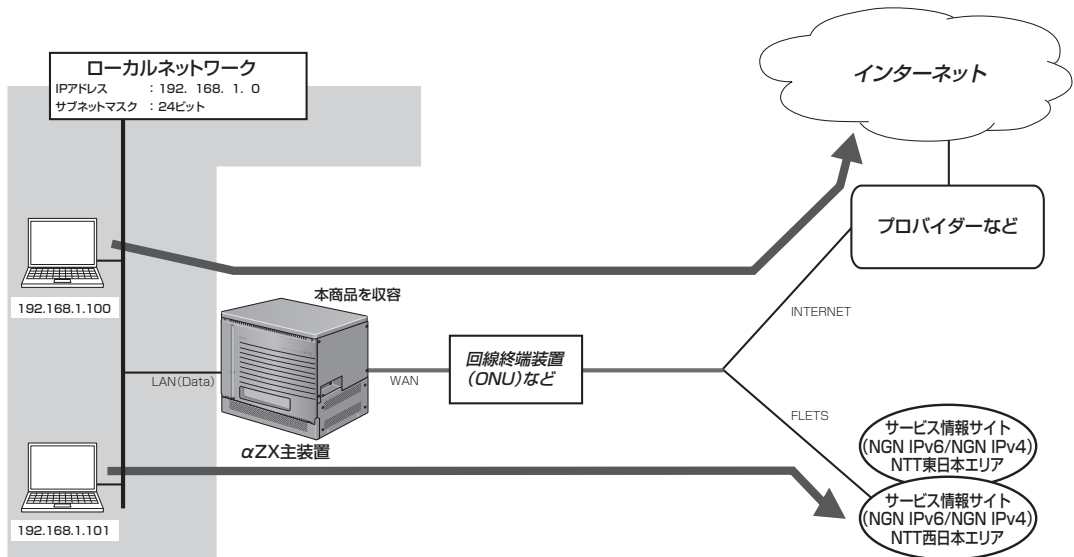 ローカルネットワーク
IPアドレス : 192. 168. 1. 0
サブネットマスク : 24ビット
インターネット
プロバイダーなど
192.168.1.100
本商品を収容
INTERNET
回線終端装置
(ONU)など
LAN(Data)
WAN
αZX主装置
FLETS
サービス情報サイト
(NGN IPv6/NGN IPv4)
NTT東日本エリア
サービス情報サイト
(NGN IPv6/NGN IPv4)
NTT西日本エリア
192.168.1.101